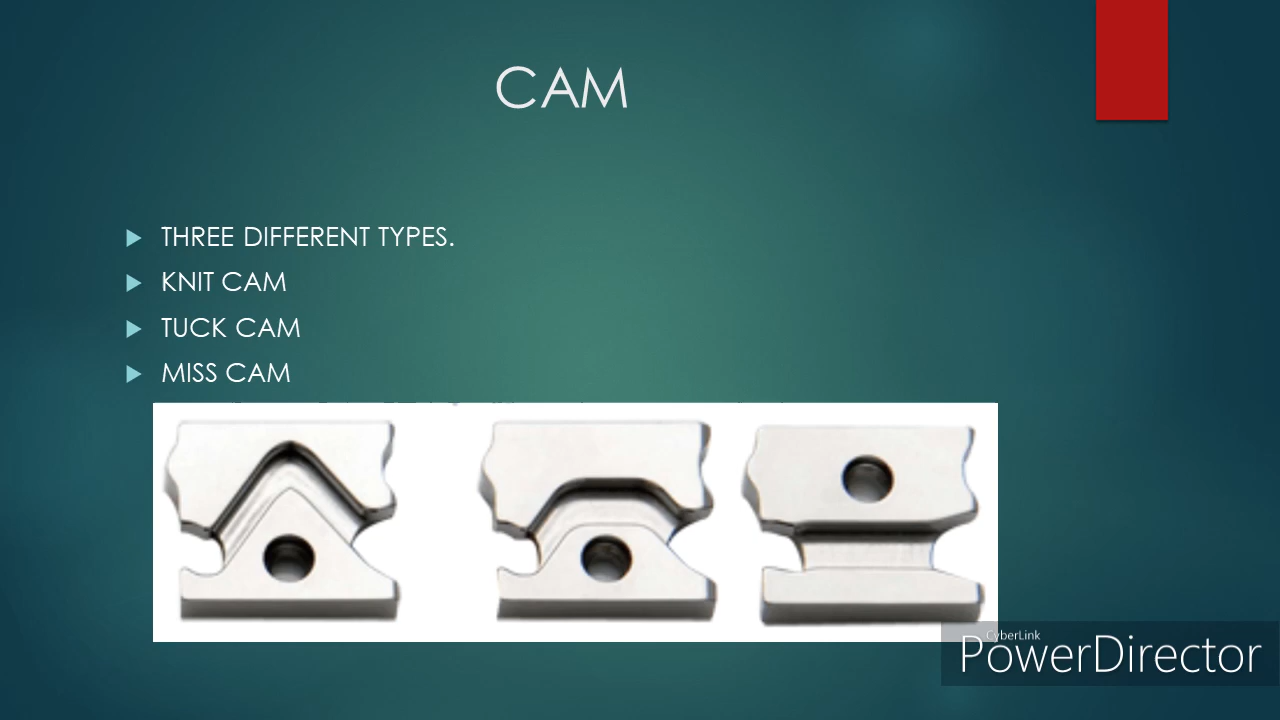 CAM
THREE DIFFERENT TYPES.
KNIT CAM
TUCK CAM
MISS CAM
CyberLink
PowerDirector